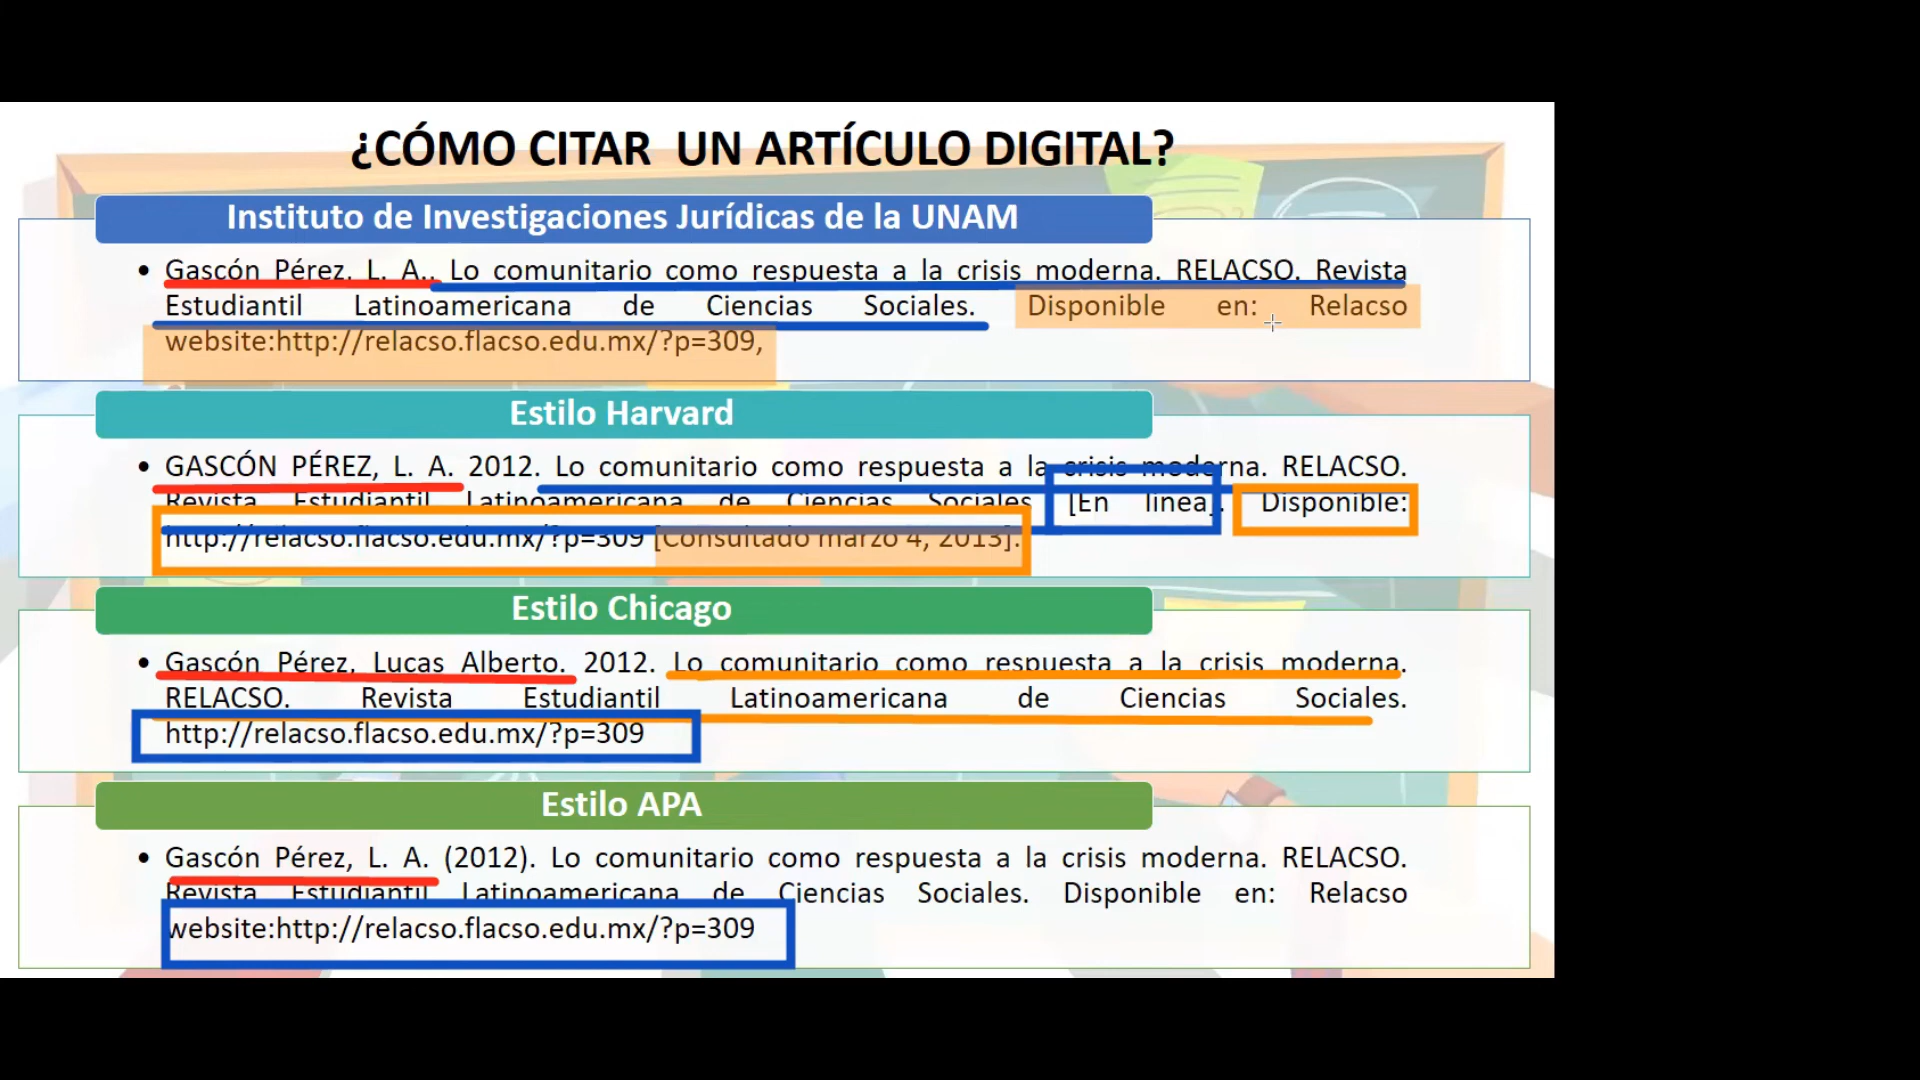 ¿CÓMO CITAR UN ARTÍCULO DIGITAL?
Instituto de Investigaciones Jurídicas de la UNAM
• Gascón Pérez, L. A., Lo comunitario como respuesta a la crisis moderna. RELACSO. Revista
Estudiantil Latinoamericana de Ciencias Sociales. Disponible en: Relacso
website:http://relacso.flacso.edu.mx/?p=309,
Estilo Harvard
• GASCÓN PÉREZ, L. A. 2012. Lo comunitario como respuesta a la crisis moderna. RELACSO.
Revista Estudiantil Latinoamericana de Ciencias Sociales [En línea]. Disponible:
http://relacso.flacso.edu.mx/?p=309 [Consultado marzo 4, 2013].
Estilo Chicago
• Gascón Pérez, Lucas Alberto. 2012. Lo comunitario como respuesta a la crisis moderna.
RELACSO. Revista Estudiantil Latinoamericana de Ciencias Sociales.
http://relacso.flacso.edu.mx/?p=309
Estilo APA
• Gascón Pérez, L. A. (2012). Lo comunitario como respuesta a la crisis moderna. RELACSO.
Revista Estudiantil Latinoamericana de Ciencias Sociales. Disponible en: Relacso
website:http://relacso.flacso.edu.mx/?p=309